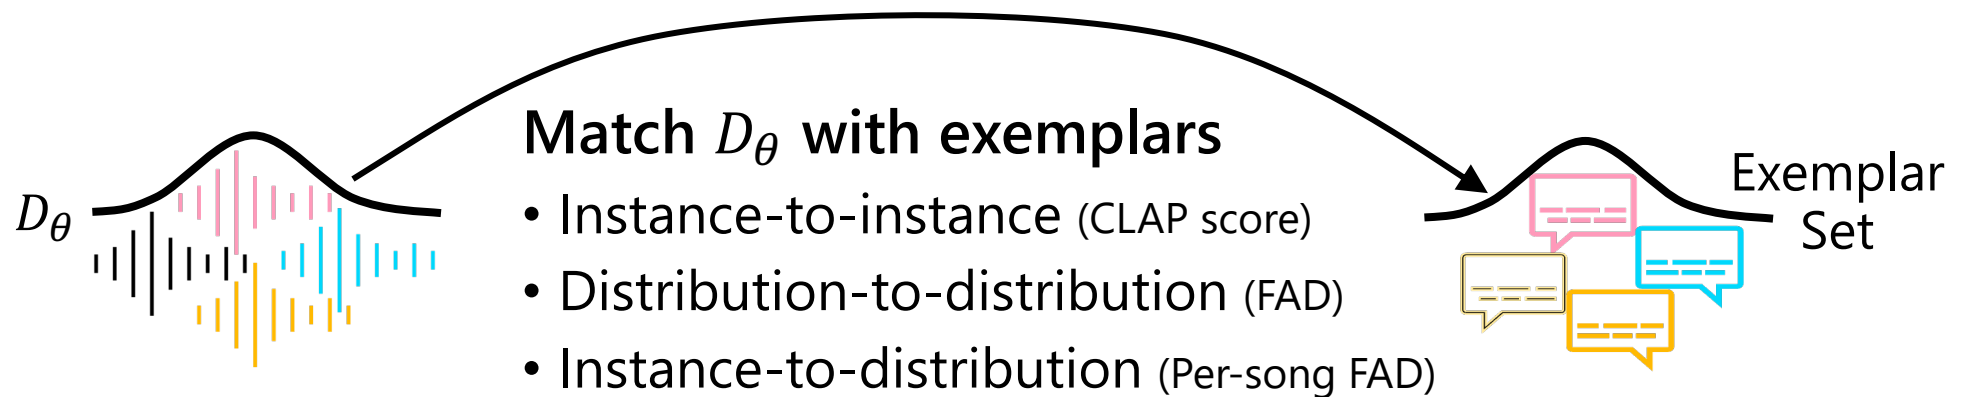 Match D_θ with exemplars
D_θ
• Instance-to-instance (CLAP score)
• Distribution-to-distribution (FAD)
• Instance-to-distribution (Per-song FAD)
Exemplar
Set